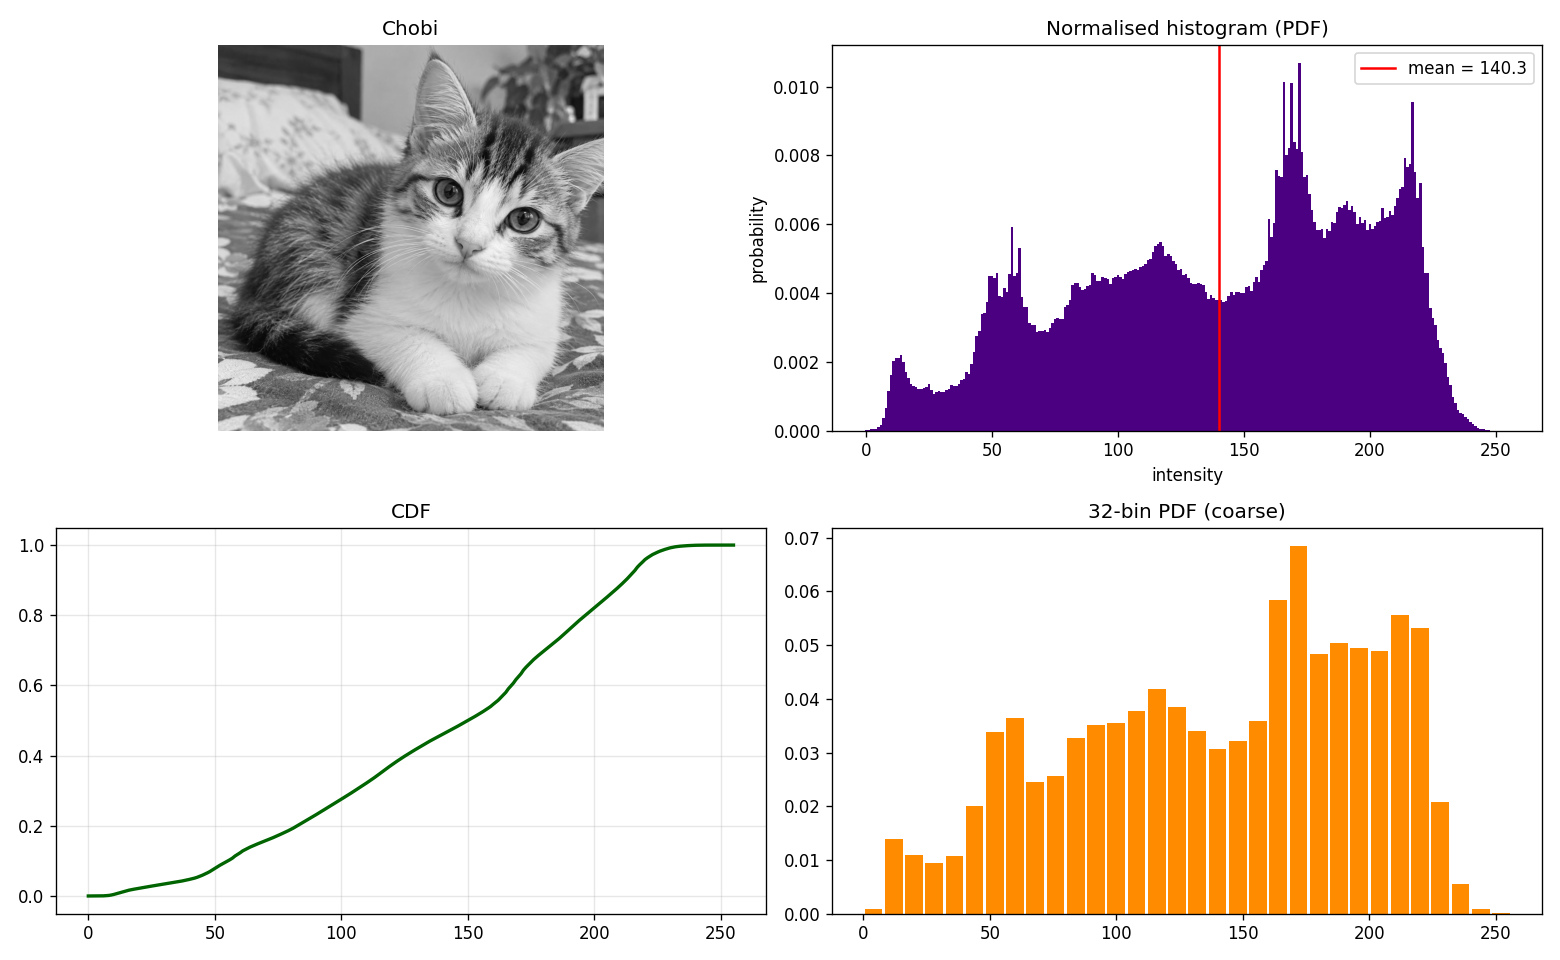 Chobi
Normalised histogram (PDF)
mean = 140.3
probability
0.010
0.008
0.006
0.004
0.002
0.000
0 50 100 150 200 250
intensity
CDF
1.0
0.8
0.6
0.4
0.2
0.0
0 50 100 150 200 250
32-bin PDF (coarse)
0.07
0.06
0.05
0.04
0.03
0.02
0.01
0.00
0 50 100 150 200 250